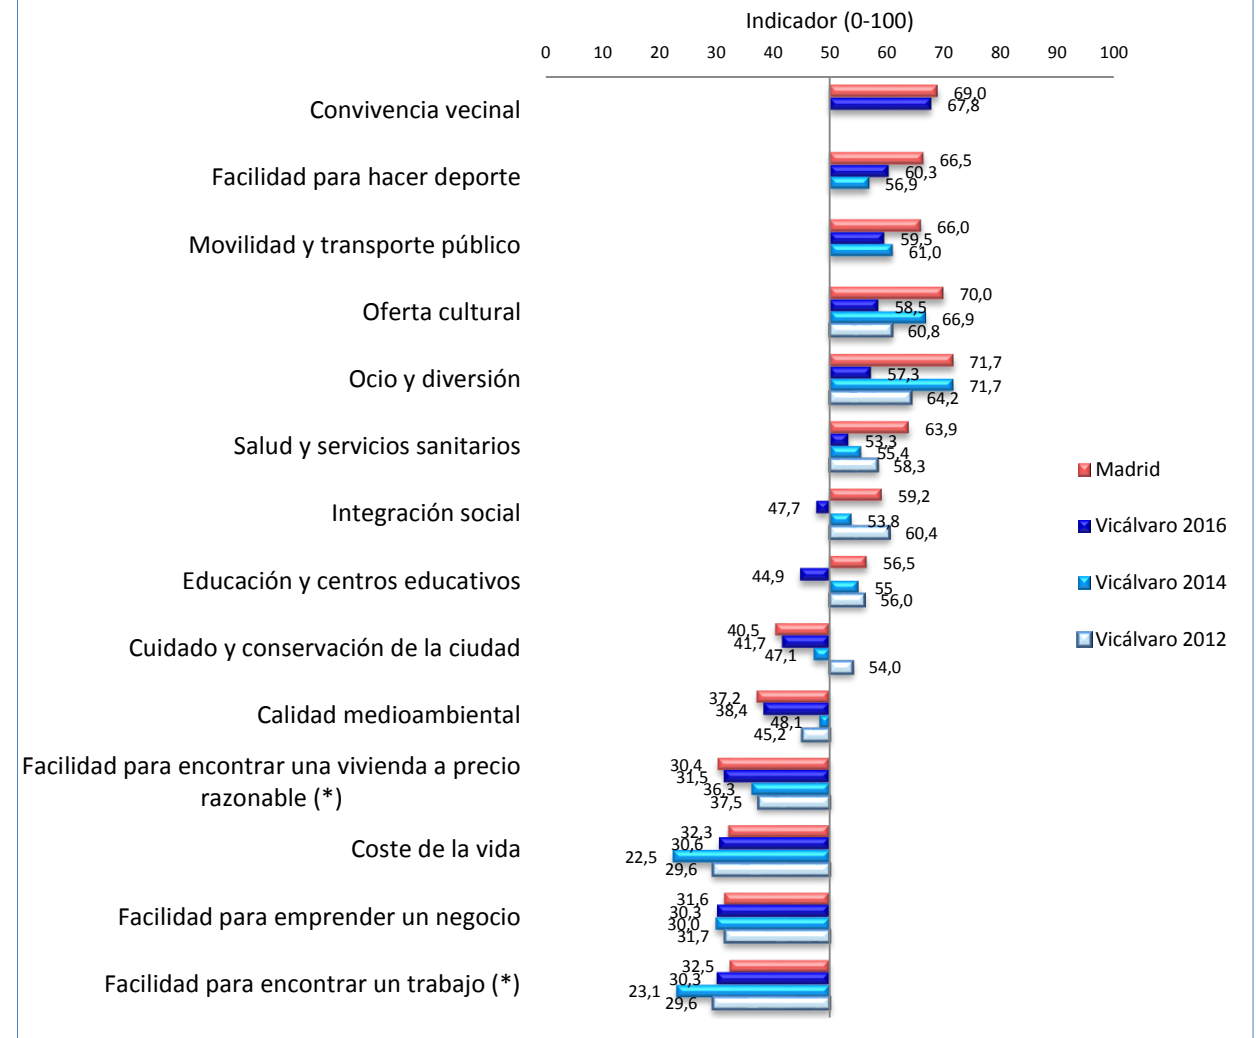 Indicador (0-100)
0 10 20 30 40 50 60 70 80 90 100
Convivencia vecinal
69,0
67,8
Facilidad para hacer deporte
66,5
60,3
56,9
Movilidad y transporte público
66,0
59,5
61,0
Oferta cultural
70,0
58,5
66,9
60,8
Ocio y diversión
71,7
57,3
71,7
64,2
Salud y servicios sanitarios
63,9
53,3
55,4
58,3
Integración social
59,2
47,7
53,8
60,4
Educación y centros educativos
56,5
44,9
55
56,0
Cuidado y conservación de la ciudad
40,5
41,7
47,1
54,0
Calidad medioambiental
37,2
38,4
48,1
45,2
Facilidad para encontrar una vivienda a precio
razonable (*)
30,4
31,5
36,3
37,5
Coste de la vida
32,3
30,6
22,5
29,6
Facilidad para emprender un negocio
31,6
30,3
30,0
31,7
Facilidad para encontrar un trabajo (*)
32,5
30,3
23,1
29,6
Madrid
Vicálvaro 2016
Vicálvaro 2014
Vicálvaro 2012